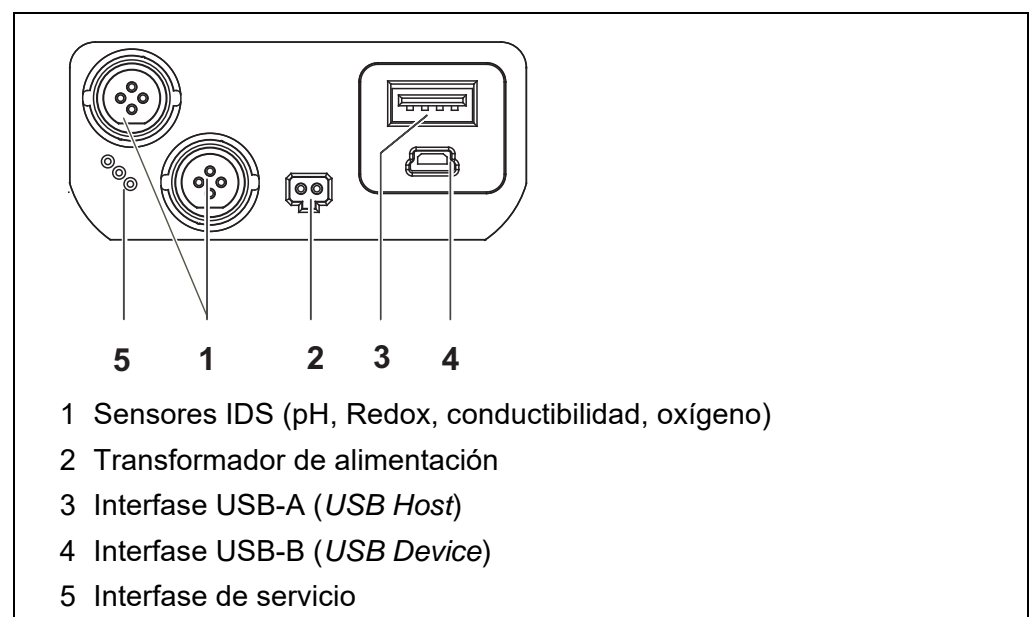 5 1 2 3 4
1 Sensores IDS (pH, Redox, conductibilidad, oxígeno)
2 Transformador de alimentación
3 Interfase USB-A (USB Host)
4 Interfase USB-B (USB Device)
5 Interfase de servicio